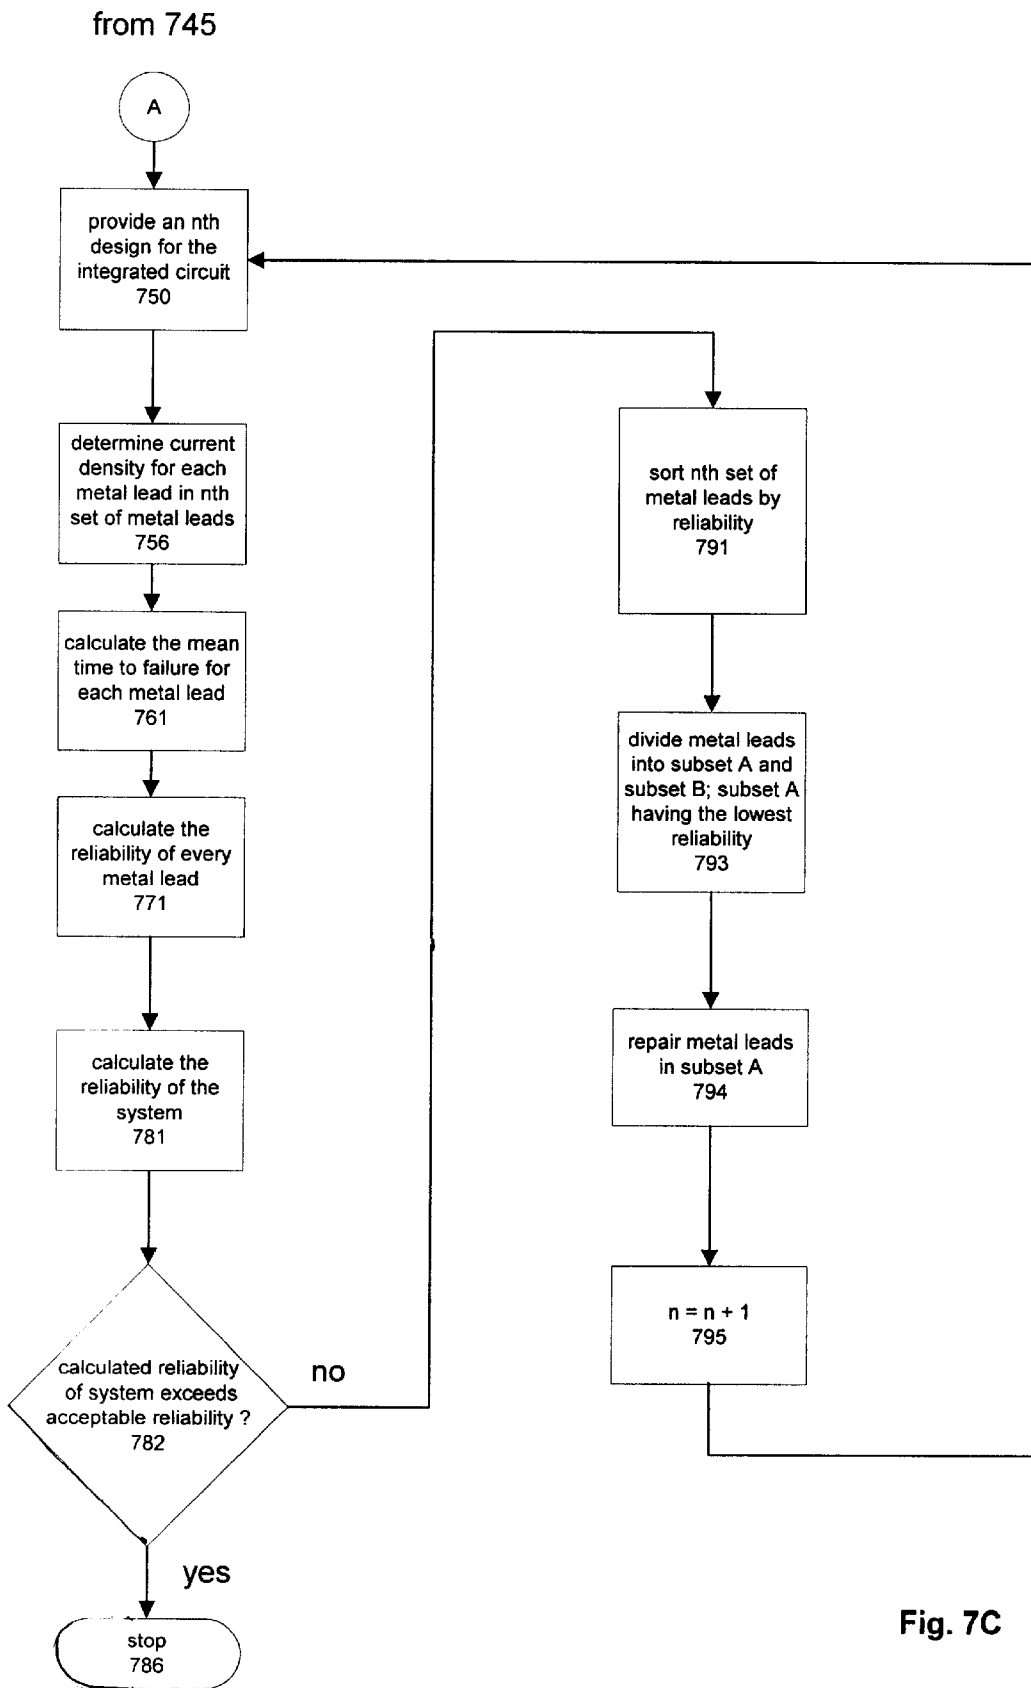 from 745
A
provide an nth
design for the
integrated circuit
750
determine current
density for each
metal lead in nth
set of metal leads
756
calculate the mean
time to failure for
each metal lead
761
calculate the
reliability of every
metal lead
771
calculate the
reliability of the
system
781
calculated reliability
of system exceeds
acceptable reliability ?
782
no
yes
stop
786
sort nth set of
metal leads by
reliability
791
divide metal leads
into subset A and
subset B; subset A
having the lowest
reliability
793
repair metal leads
in subset A
794
n = n + 1
795
Fig. 7C